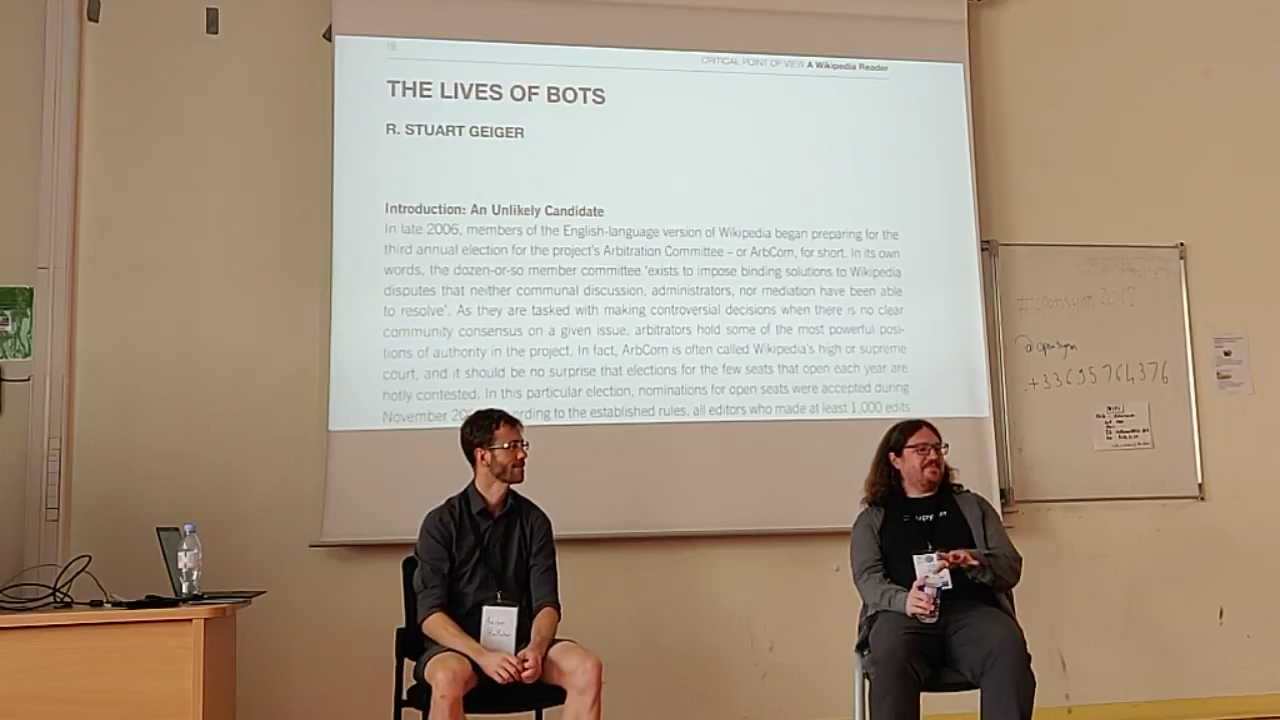 18
CRITICAL POINT OF VIEW A Wikipedia Reader
THE LIVES OF BOTS
R. STUART GEIGER
Introduction: An Unlikely Candidate
In late 2006, members of the English-language version of Wikipedia began preparing for the
third annual election for the project's Arbitration Committee – or ArbCom, for short. In its own
words, the dozen-or-so member committee 'exists to impose binding solutions to Wikipedia
disputes that neither communal discussion, administrators, nor mediation have been able
to resolve'. As they are tasked with making controversial decisions when there is no clear
community consensus on a given issue, arbitrators hold some of the most powerful posi-
tions of authority in the project. In fact, ArbCom is often called Wikipedia's high or supreme
court, and it should be no surprise that elections for the few seats that open each year are
hotly contested. In this particular election, nominations for open seats were accepted during
November to the established rules, all editors who made at least 1,000 edits
@opensym
+33695764376
Aaron
Halfaker